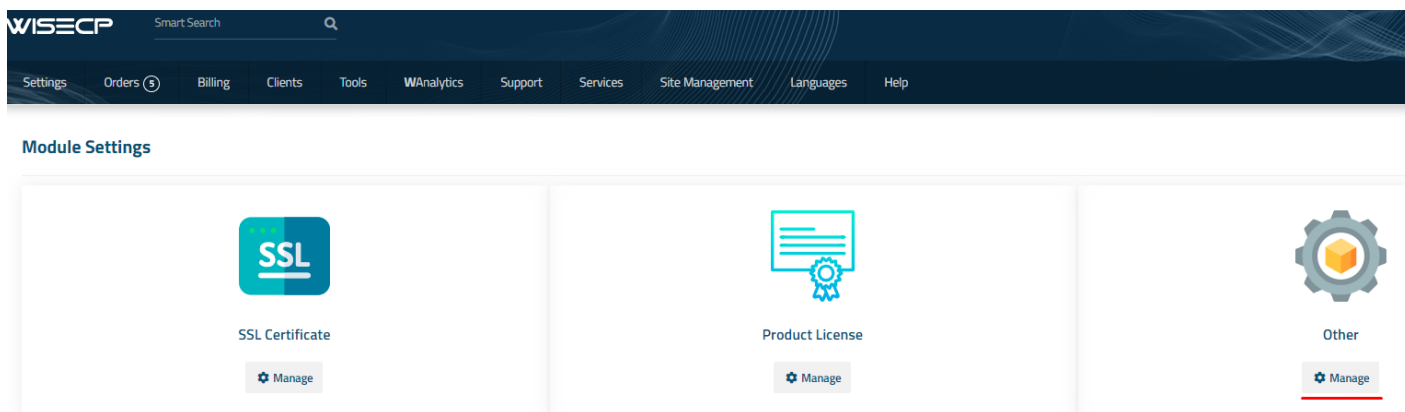 WISECP Smart Search
Settings Orders 5 Billing Clients Tools WAnalytics Support Services Site Management Languages Help
Module Settings
SSL
SSL Certificate Product License Other
Manage Manage Manage